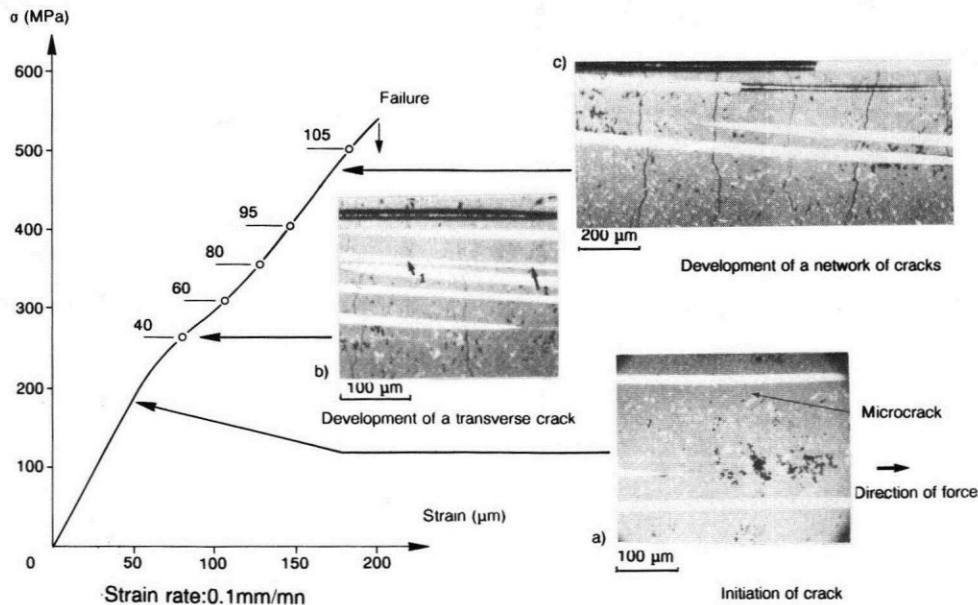 σ (MPa)
600
500
400
300
200
100
0
50
100
150
200
Failure
105
95
80
60
40
Strain (μm)
Strain rate:0.1mm/mn
c)
200 μm
Development of a network of cracks
1
1
b)
100 μm
Development of a transverse crack
Microcrack
Direction of force
a)
100 μm
Initiation of crack